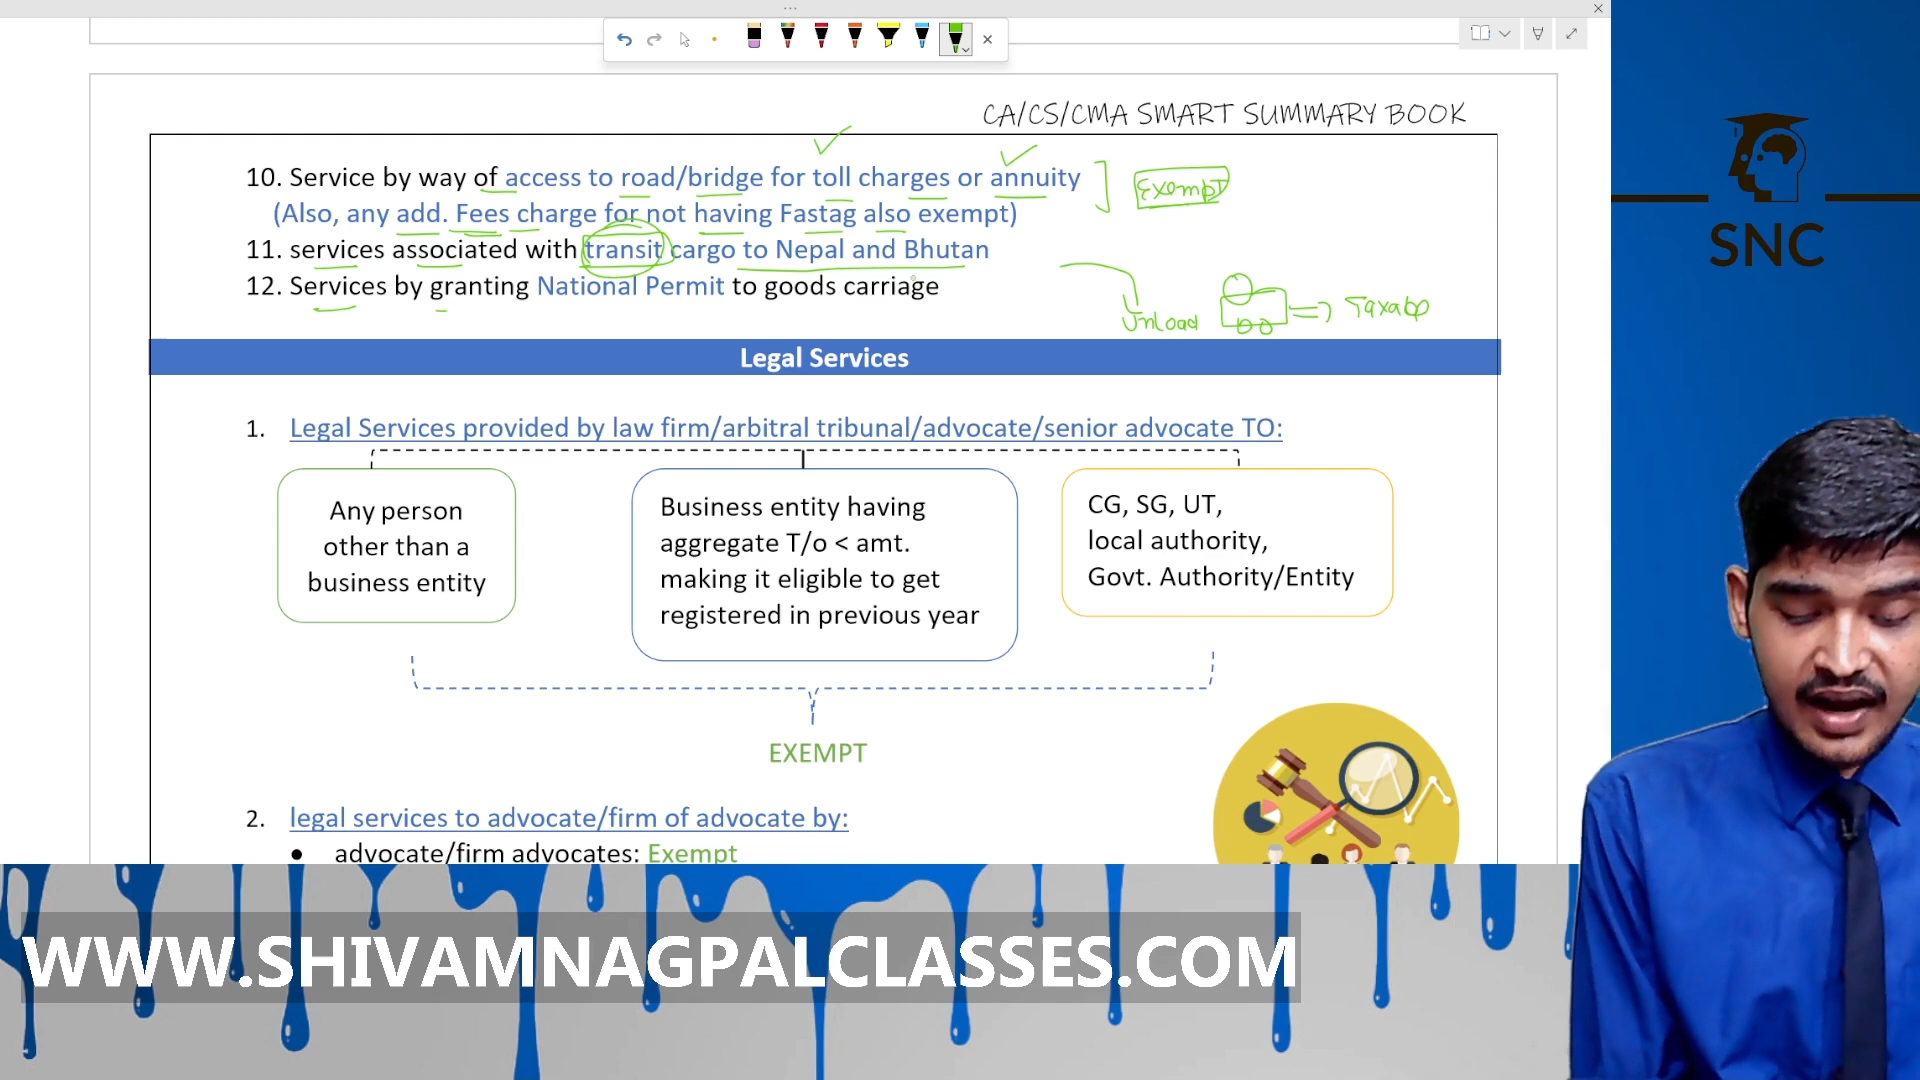 CA/CS/CMA SMART SUMMARY BOOK
10. Service by way of access to road/bridge for toll charges or annuity
Exempt
(Also, any add. Fees charge for not having Fastag also exempt)
11. services associated with transit cargo to Nepal and Bhutan
12. Services by granting National Permit to goods carriage
Unload
SNC
Legal Services
1. Legal Services provided by law firm/arbitral tribunal/advocate/senior advocate TO:
Any person
other than a
business entity
Business entity having
aggregate T/o < amt.
making it eligible to get
registered in previous year
CG, SG, UT,
local authority,
Govt. Authority/Entity
EXEMPT
2. legal services to advocate/firm of advocate by:
● advocate/firm advocates: Exempt
WWW.SHIVAMNAGPALCLASSES.COM